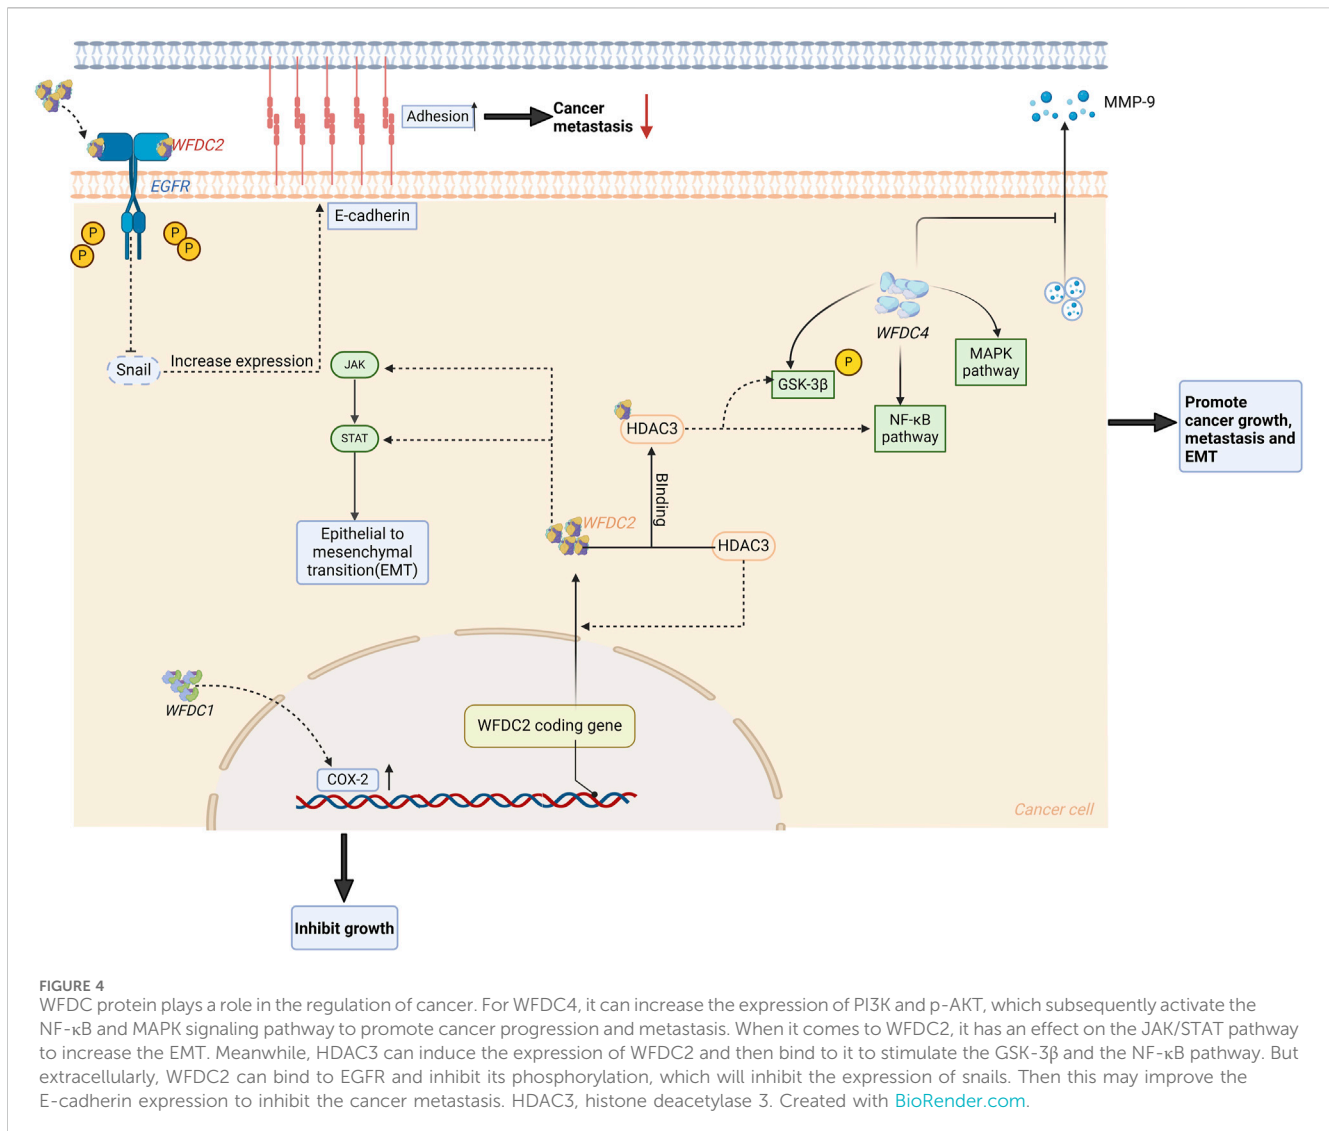 MMP-9
Adhesion
Cancer
metastasis
WFDC2
EGFR
E-cadherin
P
P
P
P
Snail
Increase expression
JAK
STAT
Epithelial to
mesenchymal
transition(EMT)
WFDC4
P
GSK-3β
MAPK
pathway
NF-κB
pathway
HDAC3
BInding
WFDC2
HDAC3
Promote
cancer growth,
metastasis and
EMT
WFDC1
WFDC2 coding gene
COX-2
Cancer cell
Inhibit growth
FIGURE 4
WFDC protein plays a role in the regulation of cancer. For WFDC4, it can increase the expression of PI3K and p-AKT, which subsequently activate the
NF-κB and MAPK signaling pathway to promote cancer progression and metastasis. When it comes to WFDC2, it has an effect on the JAK/STAT pathway
to increase the EMT. Meanwhile, HDAC3 can induce the expression of WFDC2 and then bind to it to stimulate the GSK-3β and the NF-κB pathway. But
extracellularly, WFDC2 can bind to EGFR and inhibit its phosphorylation, which will inhibit the expression of snails. Then this may improve the
E-cadherin expression to inhibit the cancer metastasis. HDAC3, histone deacetylase 3. Created with BioRender.com.